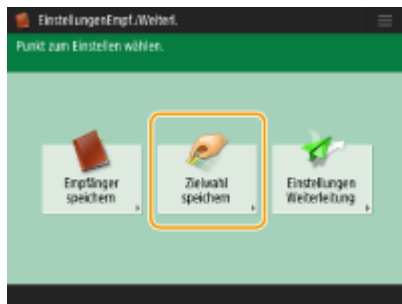 EinstellungenEmpf./Weiterl.
Punkt zum Einstellen wählen.
Empfänger
speichern
Zielwahl
speichern
Einstellungen
Weiterleitung